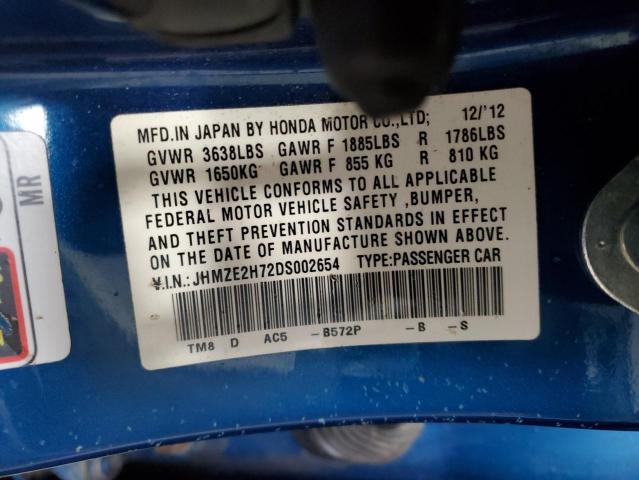 MFD.IN JAPAN BY HONDA MOTOR CO.,LTD; 12/'12
GVWR 3638LBS GAWR F 1885LBS R 1786LBS
GVWR 1650KG GAWR F 855 KG R 810 KG
THIS VEHICLE CONFORMS TO ALL APPLICABLE
FEDERAL MOTOR VEHICLE SAFETY ,BUMPER,
AND THEFT PREVENTION STANDARDS IN EFFECT
ON THE DATE OF MANUFACTURE SHOWN ABOVE.
V.I.N.: JHMZE2H72DS002654 TYPE:PASSENGER CAR
TM8 D AC5 -B572P -B -S
MR